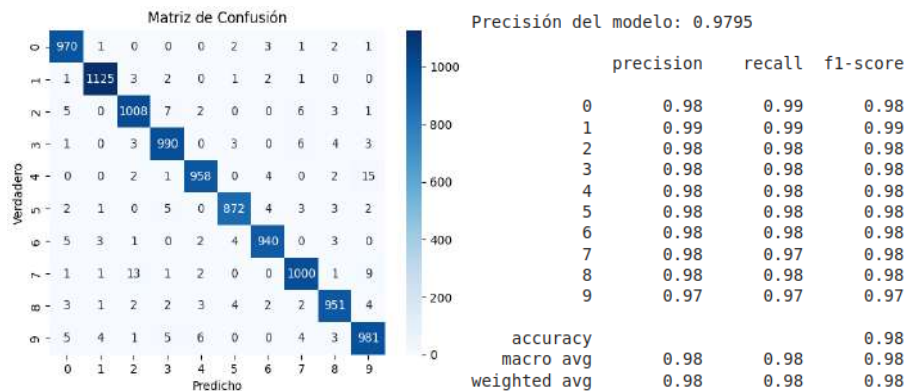 Matriz de Confusión
0 - 970 1 0 0 0 2 3 1 2 1
1 - 1 1125 3 2 0 1 2 1 0 0
2 - 5 0 1008 7 2 0 0 6 3 1
3 - 1 0 3 990 0 3 0 6 4 3
4 - 0 0 2 1 958 0 4 0 2 15
5 - 2 1 0 5 0 872 4 3 3 2
6 - 5 3 1 0 2 4 940 0 3 0
7 - 1 1 13 1 2 0 0 1000 1 9
8 - 3 1 2 2 3 4 2 2 951 4
9 - 5 4 1 5 6 0 0 4 3 981
0 1 2 3 4 5 6 7 8 9
Predicho
Verdadero
- 1000
- 800
- 600
- 400
- 200
- 0
Precisión del modelo: 0.9795
precision recall f1-score
0 0.98 0.99 0.98
1 0.99 0.99 0.99
2 0.98 0.98 0.98
3 0.98 0.98 0.98
4 0.98 0.98 0.98
5 0.98 0.98 0.98
6 0.98 0.98 0.98
7 0.98 0.97 0.98
8 0.98 0.98 0.98
9 0.97 0.97 0.97
accuracy 0.98
macro avg 0.98 0.98 0.98
weighted avg 0.98 0.98 0.98